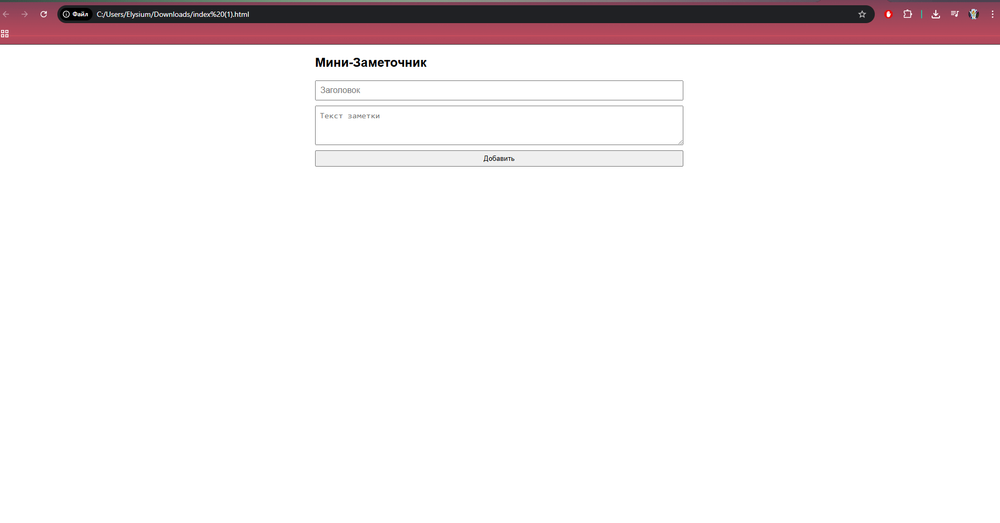 Файл C:/Users/Elysium/Downloads/index%20(1).html
Мини-Заметочник
Заголовок
Текст заметки
Добавить